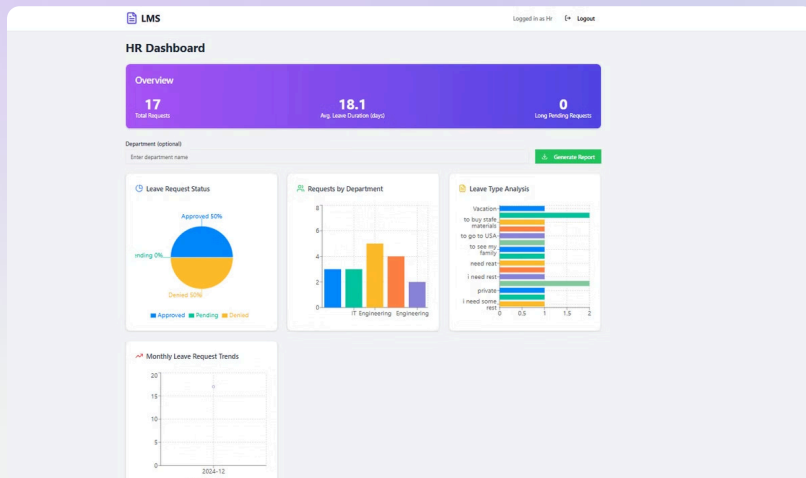 LMS
Logged in as Hr
Logout
HR Dashboard
Overview
17
Total Requests
18.1
Avg. Leave Duration (days)
0
Long Pending Requests
Department (optional)
Enter department name
Generate Report
Leave Request Status
Approved 50%
nding 0%
Denied 50%
Approved Pending Denied
Requests by Department
8
6
4
2
0
IT Engineering Engineering
Leave Type Analysis
Vacation
to buy stafe
materials
to go to USA
to see my
family
need reat
i need rest
private
i need some
rest
0 0.5 1 1.5 2
Monthly Leave Request Trends
20
15
10
5
0
2024-12